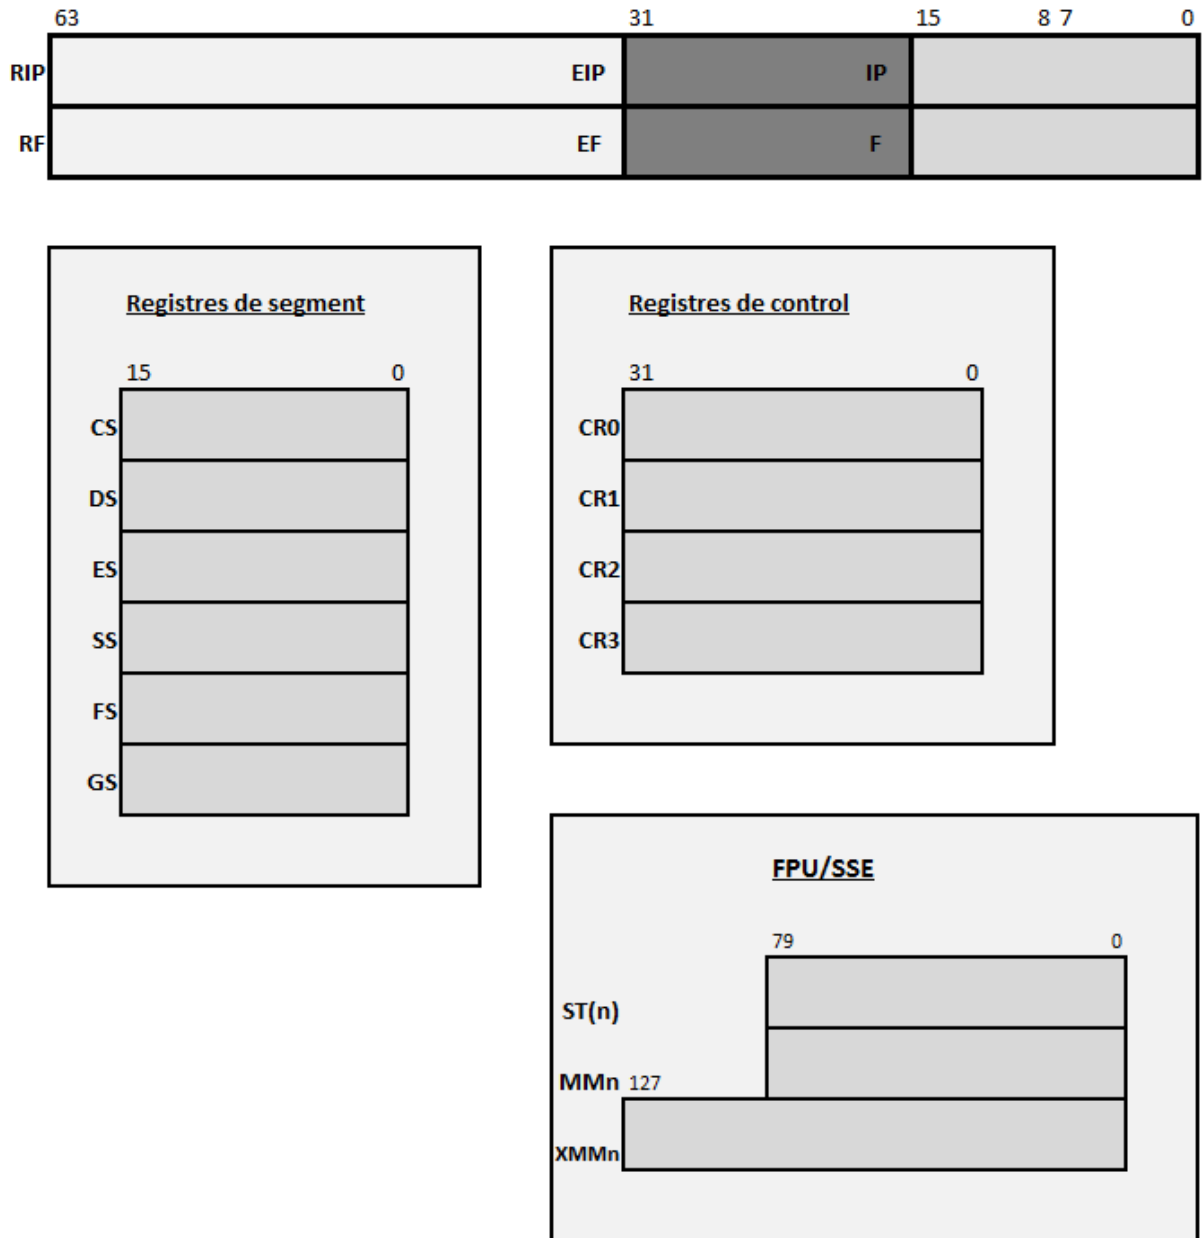 63 31 15 8 7 0
RIP EIP IP
RF EF F
Registres de segment
15 0
CS
DS
ES
SS
FS
GS
Registres de control
31 0
CR0
CR1
CR2
CR3
FPU/SSE
79 0
ST(n)
MMn 127
XMMn